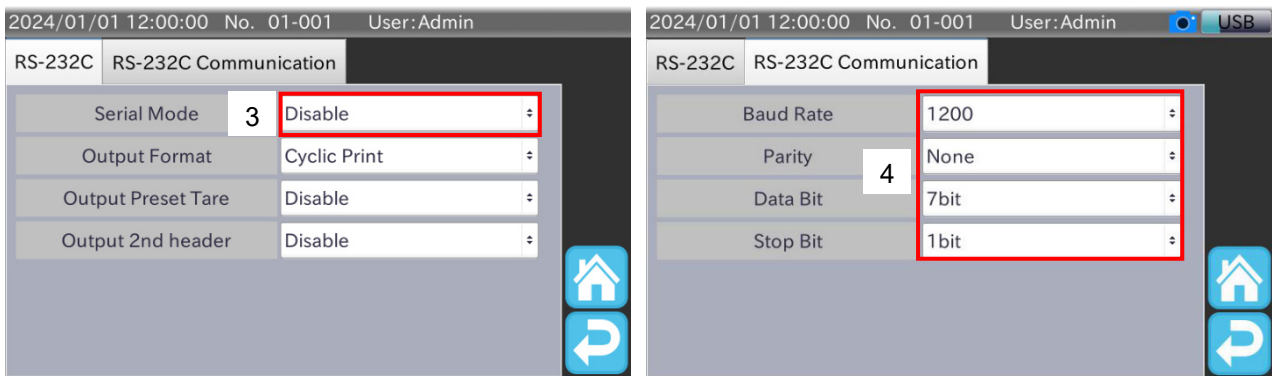 2024/01/01 12:00:00 No. 01-001 User:Admin
RS-232C RS-232C Communication
Serial Mode 3 Disable
Output Format Cyclic Print
Output Preset Tare Disable
Output 2nd header Disable
2024/01/01 12:00:00 No. 01-001 User:Admin USB
RS-232C RS-232C Communication
Baud Rate 1200
Parity None
4
Data Bit 7bit
Stop Bit 1bit